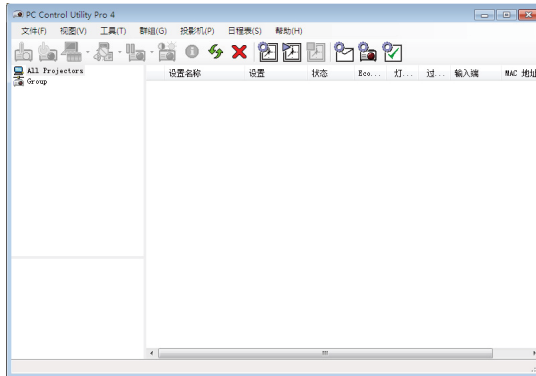 PC Control Utility Pro 4
文件(F) 视图(V) 工具(T) 群组(G) 投影机(P) 日程表(S) 帮助(H)
All Projectors 设置名称 设置 状态 Eco... 灯... 过... 输入端 MAC 地址
Group